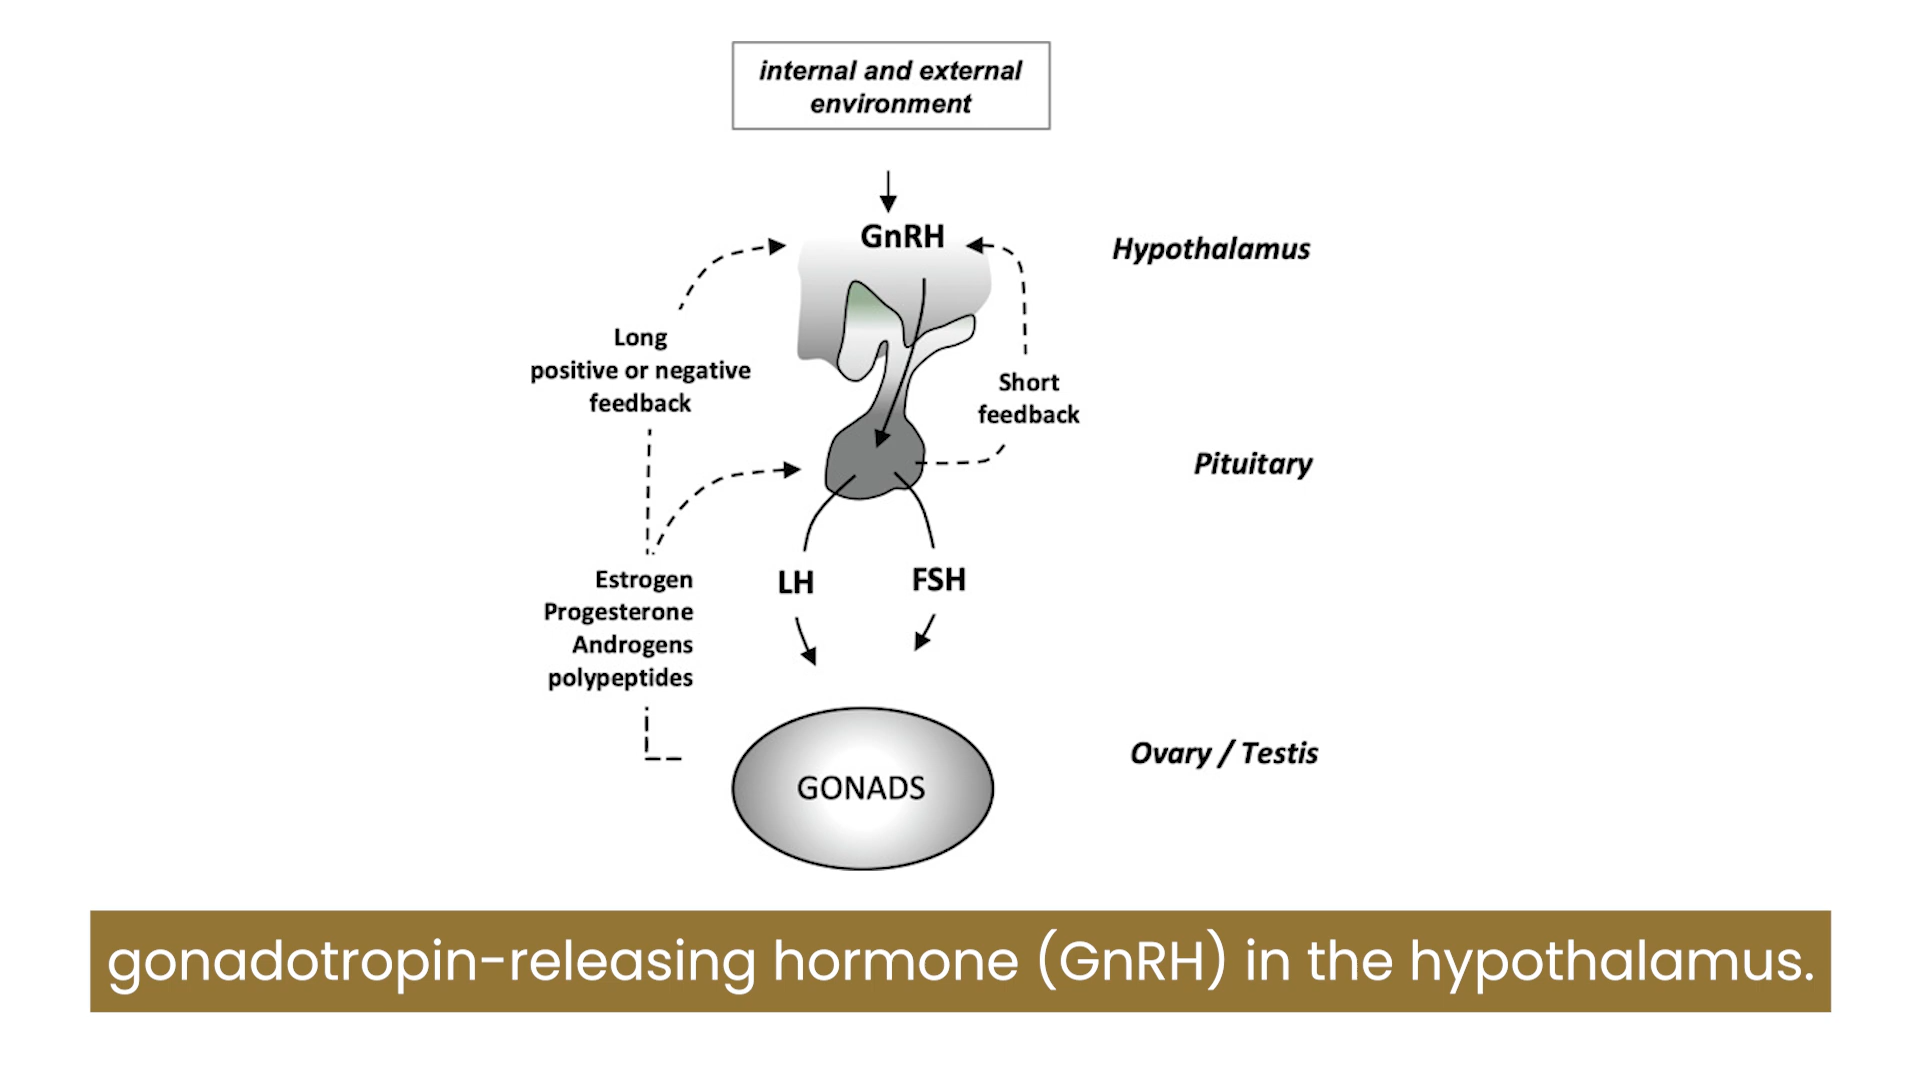 internal and external
environment
GnRH
Hypothalamus
Long
positive or negative
feedback
Short
feedback
Pituitary
Estrogen
Progesterone
Androgens
polypeptides
LH
FSH
GONADS
Ovary / Testis
gonadotropin-releasing hormone (GnRH) in the hypothalamus.